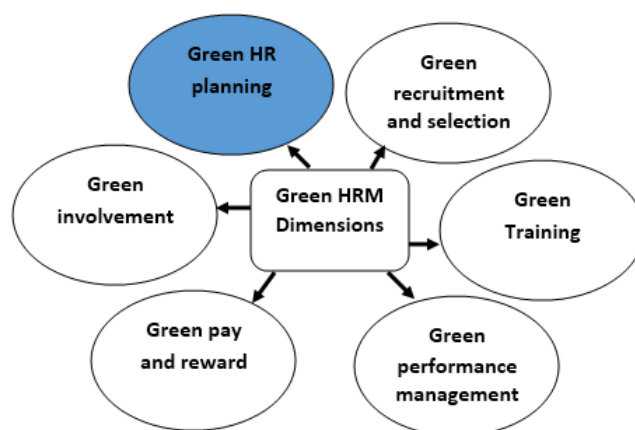 Green HR
planning
Green
recruitment
and selection
Green
involvement
Green HRM
Dimensions
Green
Training
Green pay
and reward
Green
performance
management